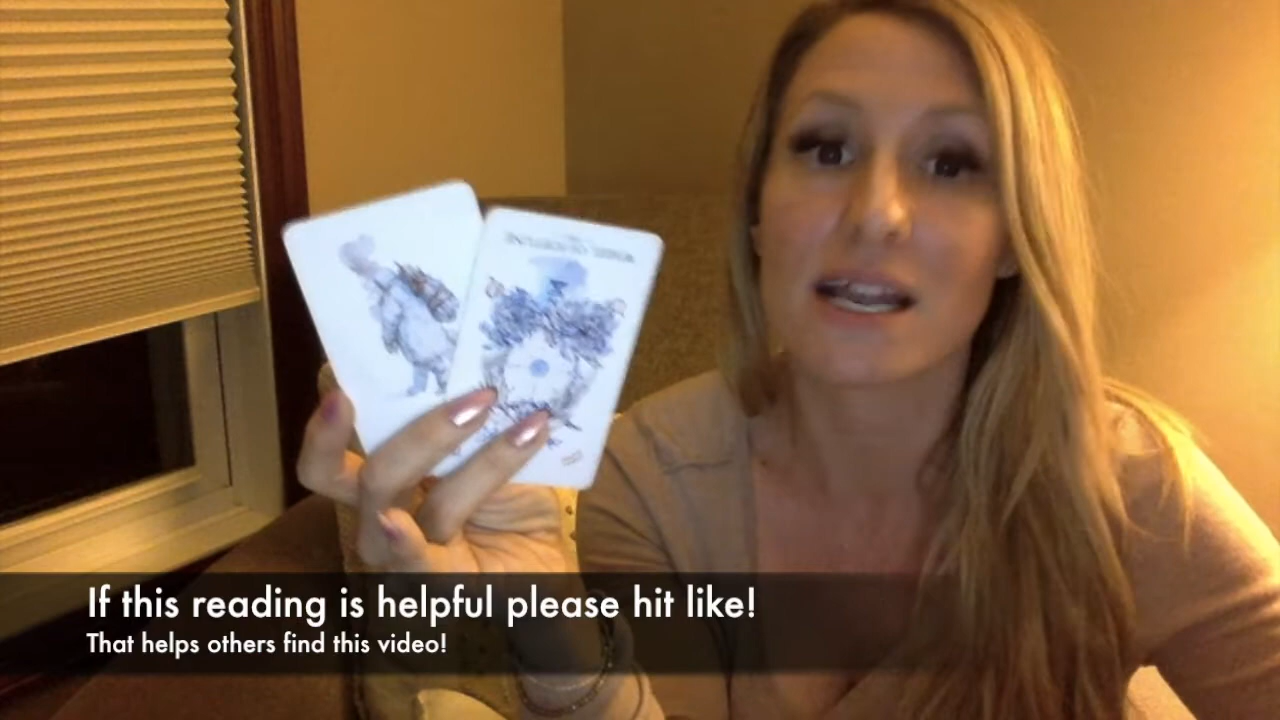 If this reading is helpful please hit like!
That helps others find this video!